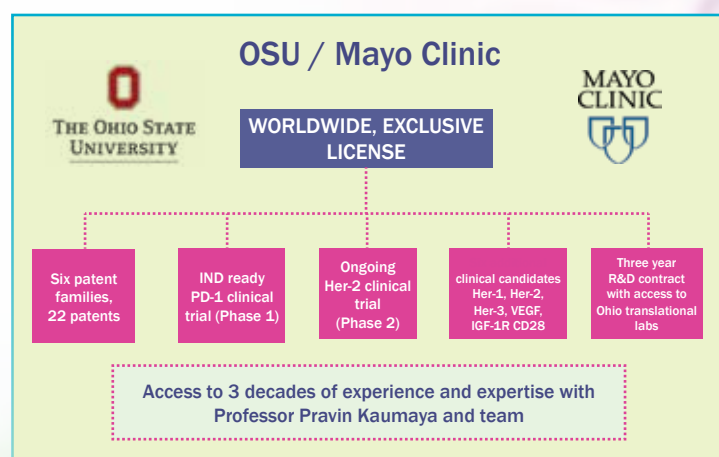 OSU / Mayo Clinic
THE OHIO STATE
UNIVERSITY
MAYO
CLINIC
WORLDWIDE, EXCLUSIVE
LICENSE
Six patent
families,
22 patents
IND ready
PD-1 clinical
trial (Phase 1)
Ongoing
Her-2 clinical
trial
(Phase 2)
clinical candidates
Her-1, Her-2,
Her-3, VEGF,
IGF-1R CD28
Three year
R&D contract
with access to
Ohio translational
labs
Access to 3 decades of experience and expertise with
Professor Pravin Kaumaya and team